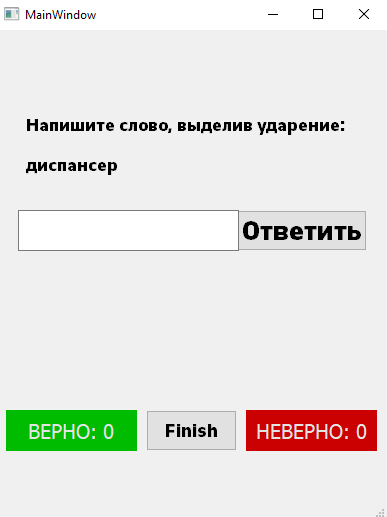 MainWindow
Напишите слово, выделив ударение:
диспансер
Ответить
ВЕРНО: 0
Finish
НЕВЕРНО: 0